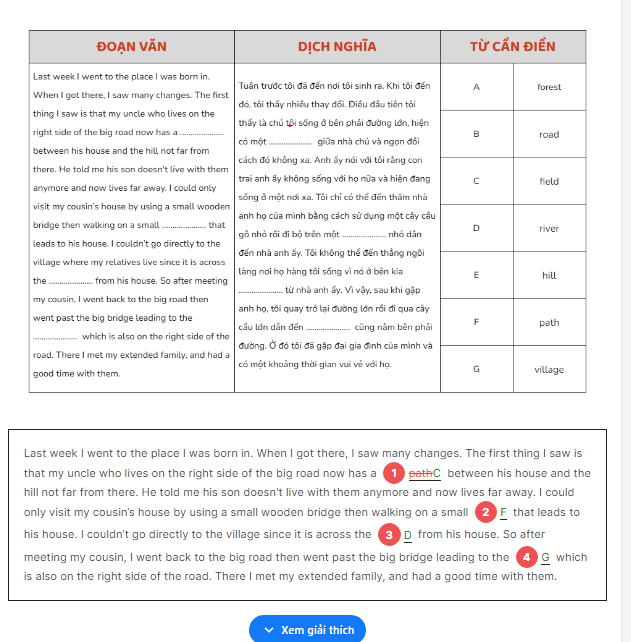 ĐOẠN VĂN
DỊCH NGHĨA
TỪ CẦN ĐIỀN
Last week I went to the place I was born in.
When I got there, I saw many changes. The first
thing I saw is that my uncle who lives on the
right side of the big road now has a ......................
between his house and the hill not far from
there. He told me his son doesn't live with them
anymore and now lives far away. I could only
visit my cousin's house by using a small wooden
bridge then walking on a small ...................... that
leads to his house. I couldn't go directly to the
village where my relatives live since it is across
the ...................... from his house. So after meeting
my cousin, I went back to the big road then
went past the big bridge leading to the
...................... which is also on the right side of the
road. There I met my extended family, and had a
good time with them.
Tuần trước tôi đã đến nơi tôi sinh ra. Khi tôi đến
đó, tôi thấy nhiều thay đổi. Điều đầu tiên tôi
thấy là chú tôi sống ở bên phải đường lớn, hiện
có một ...................... giữa nhà chú và ngọn đồi
cách đó không xa. Anh ấy nói với tôi rằng con
trai anh ấy không sống với họ nữa và hiện đang
sống ở một nơi xa. Tôi chỉ có thể đến thăm nhà
anh họ của mình bằng cách sử dụng một cây cầu
gỗ nhỏ rồi đi bộ trên một ...................... nhỏ dẫn
đến nhà anh ấy. Tôi không thể đến thẳng ngôi
làng nơi họ hàng tôi sống vì nó ở bên kia
...................... từ nhà anh ấy. Vì vậy, sau khi gặp
anh họ, tôi quay trở lại đường lớn rồi đi qua cây
cầu lớn dẫn đến ...................... cũng nằm bên phải
đường. Ở đó tôi đã gặp đại gia đình của mình và
có một khoảng thời gian vui vẻ với họ.
A forest
B road
C field
D river
E hill
F path
G village
Last week I went to the place I was born in. When I got there, I saw many changes. The first thing I saw is
that my uncle who lives on the right side of the big road now has a 1 pathC between his house and the
hill not far from there. He told me his son doesn't live with them anymore and now lives far away. I could
only visit my cousin's house by using a small wooden bridge then walking on a small 2 F that leads to
his house. I couldn't go directly to the village since it is across the 3 D from his house. So after
meeting my cousin, I went back to the big road then went past the big bridge leading to the 4 G which
is also on the right side of the road. There I met my extended family, and had a good time with them.
Xem giải thích